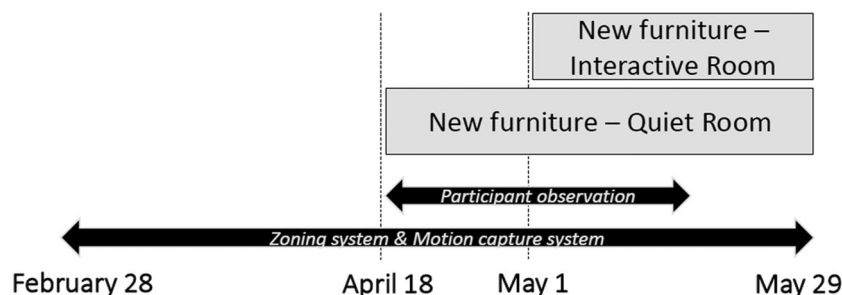 New furniture –
Interactive Room
New furniture – Quiet Room
Participant observation
Zoning system & Motion capture system
February 28 April 18 May 1 May 29